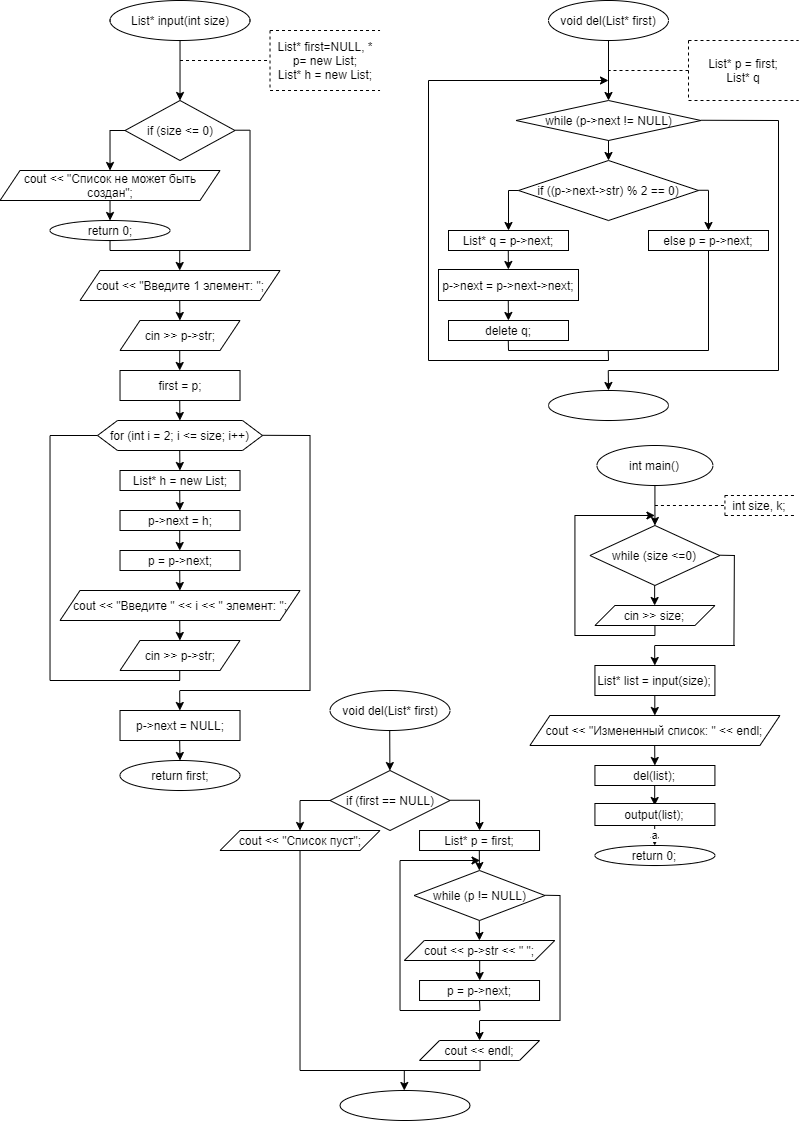 List* input(int size)
List* first=NULL, *
p= new List;
List* h = new List;
if (size <= 0)
cout << "Список не может быть
создан";
return 0;
cout << "Введите 1 элемент: ";
cin >> p->str;
first = p;
for (int i = 2; i <= size; i++)
List* h = new List;
p->next = h;
p = p->next;
cout << "Введите " << i << " элемент: ";
cin >> p->str;
p->next = NULL;
return first;
void del(List* first)
List* p = first;
List* q
while (p->next != NULL)
if ((p->next->str) % 2 == 0)
List* q = p->next;
else p = p->next;
p->next = p->next->next;
delete q;
int main()
int size, k;
while (size <=0)
cin >> size;
List* list = input(size);
cout << "Измененный список: " << endl;
del(list);
output(list);
a.
return 0;
void del(List* first)
if (first == NULL)
cout << "Список пуст";
List* p = first;
while (p != NULL)
cout << p->str << " ";
p = p->next;
cout << endl;